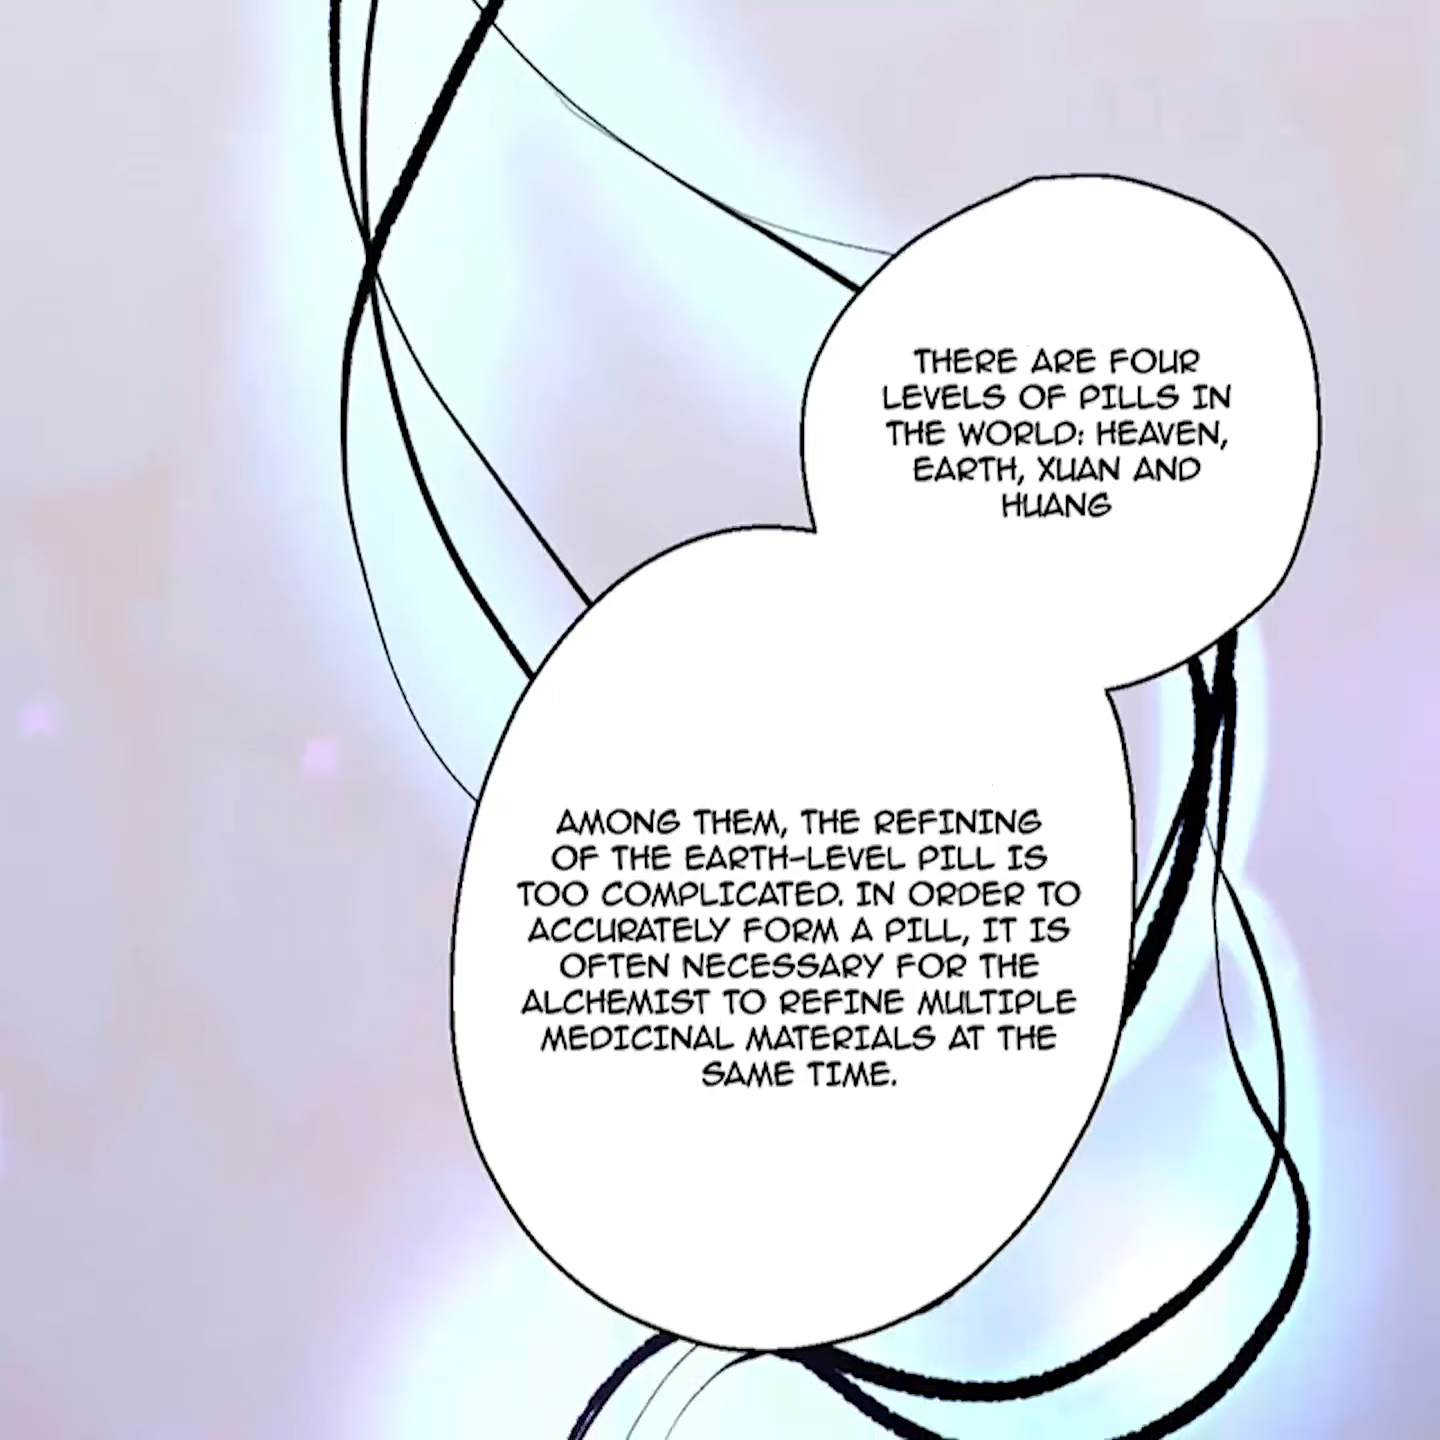 THERE ARE FOUR
LEVELS OF PILLS IN
THE WORLD: HEAVEN,
EARTH, XUAN AND
HUANG
AMONG THEM, THE REFINING
OF THE EARTH-LEVEL PILL IS
TOO COMPLICATED. IN ORDER TO
ACCURATELY FORM A PILL, IT IS
OFTEN NECESSARY FOR THE
ALCHEMIST TO REFINE MULTIPLE
MEDICINAL MATERIALS AT THE
SAME TIME.